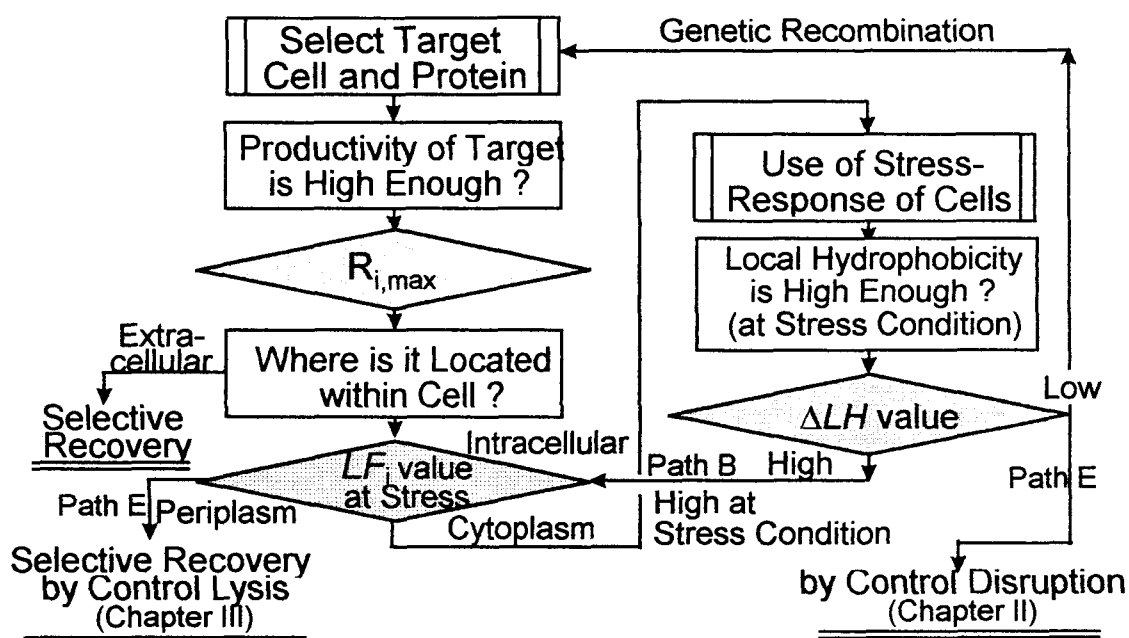 Genetic Recombination
Select Target
Cell and Protein
Productivity of Target
is High Enough ?
R_{i,max}
Extra-
cellular
Where is it Located
within Cell ?
Selective
Recovery
Intracellular
LF_i value
at Stress
Path E
Periplasm
Cytoplasm
Selective Recovery
by Control Lysis
(Chapter III)
Use of Stress-
Response of Cells
Local Hydrophobicity
is High Enough ?
(at Stress Condition)
ΔLH value
Low
Path B
High
High at
Stress Condition
Path E
by Control Disruption
(Chapter II)